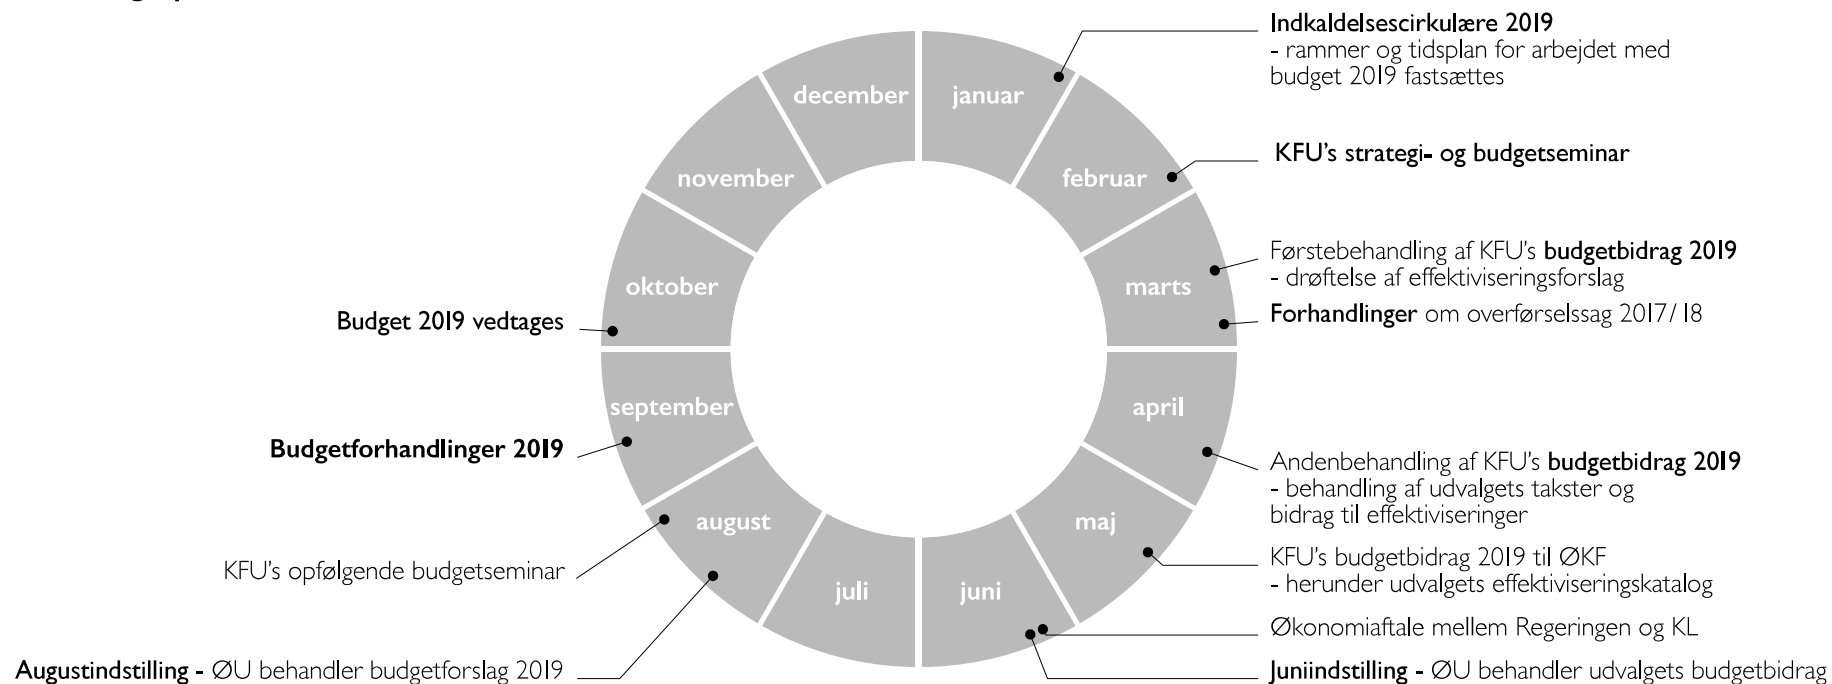 Indkaldelsescirkulære 2019
- rammer og tidsplan for arbejdet med
budget 2019 fastsættes
KFU's strategi- og budgetseminar
Førstebehandling af KFU's budgetbidrag 2019
- drøftelse af effektiviseringsforslag
Forhandlinger om overførselssag 2017/18
Andenbehandling af KFU's budgetbidrag 2019
- behandling af udvalgets takster og
bidrag til effektiviseringer
KFU's budgetbidrag 2019 til ØKF
- herunder udvalgets effektiviseringskatalog
Økonomiaftale mellem Regeringen og KL
Juniindstilling - ØU behandler udvalgets budgetbidrag
januar
februar
marts
april
maj
juni
juli
august
september
oktober
november
december
Budget 2019 vedtages
Budgetforhandlinger 2019
KFU's opfølgende budgetseminar
Augustindstilling - ØU behandler budgetforslag 2019